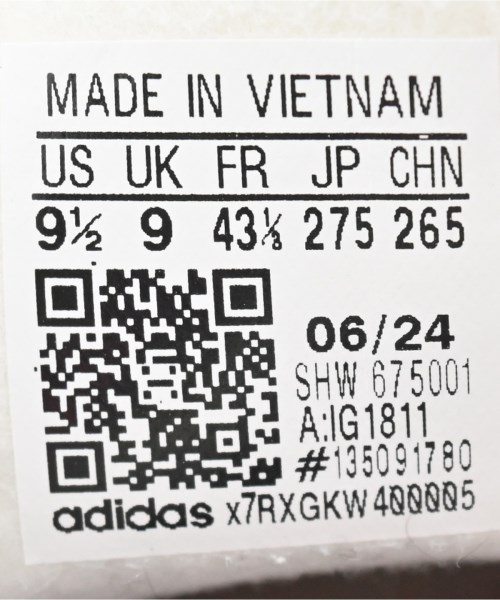 MADE IN VIETNAM
US UK FR JP CHN
9½ 9 43⅓ 275 265
06/24
SHW 675001
A:IG1811
#135091780
adidas x7RXGKW400005